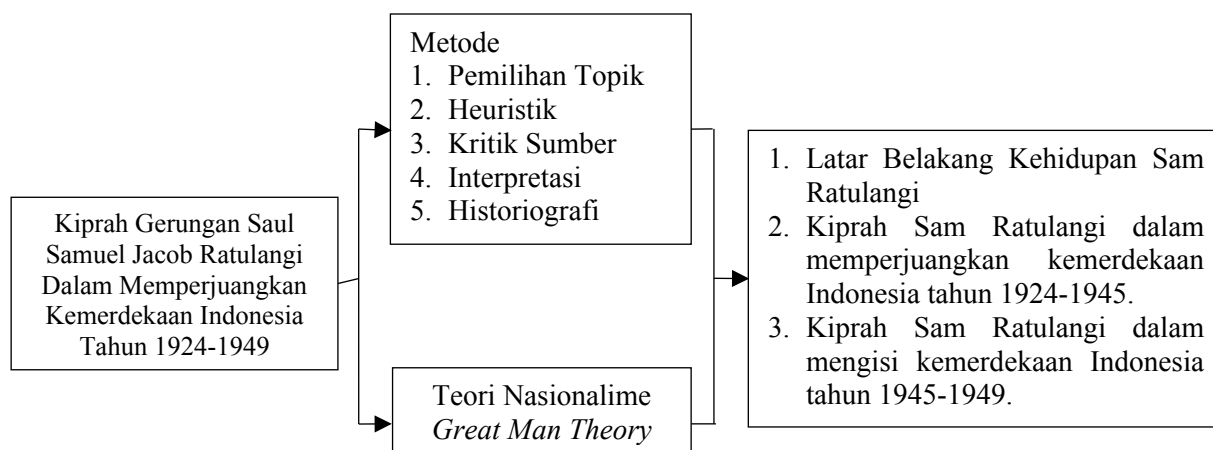 Kiprah Gerungan Saul
Samuel Jacob Ratulangi
Dalam Memperjuangkan
Kemerdekaan Indonesia
Tahun 1924-1949
Metode
1. Pemilihan Topik
2. Heuristik
3. Kritik Sumber
4. Interpretasi
5. Historiografi
Teori Nasionalime
Great Man Theory
1. Latar Belakang Kehidupan Sam
Ratulangi
2. Kiprah Sam Ratulangi dalam
memperjuangkan kemerdekaan
Indonesia tahun 1924-1945.
3. Kiprah Sam Ratulangi dalam
mengisi kemerdekaan Indonesia
tahun 1945-1949.